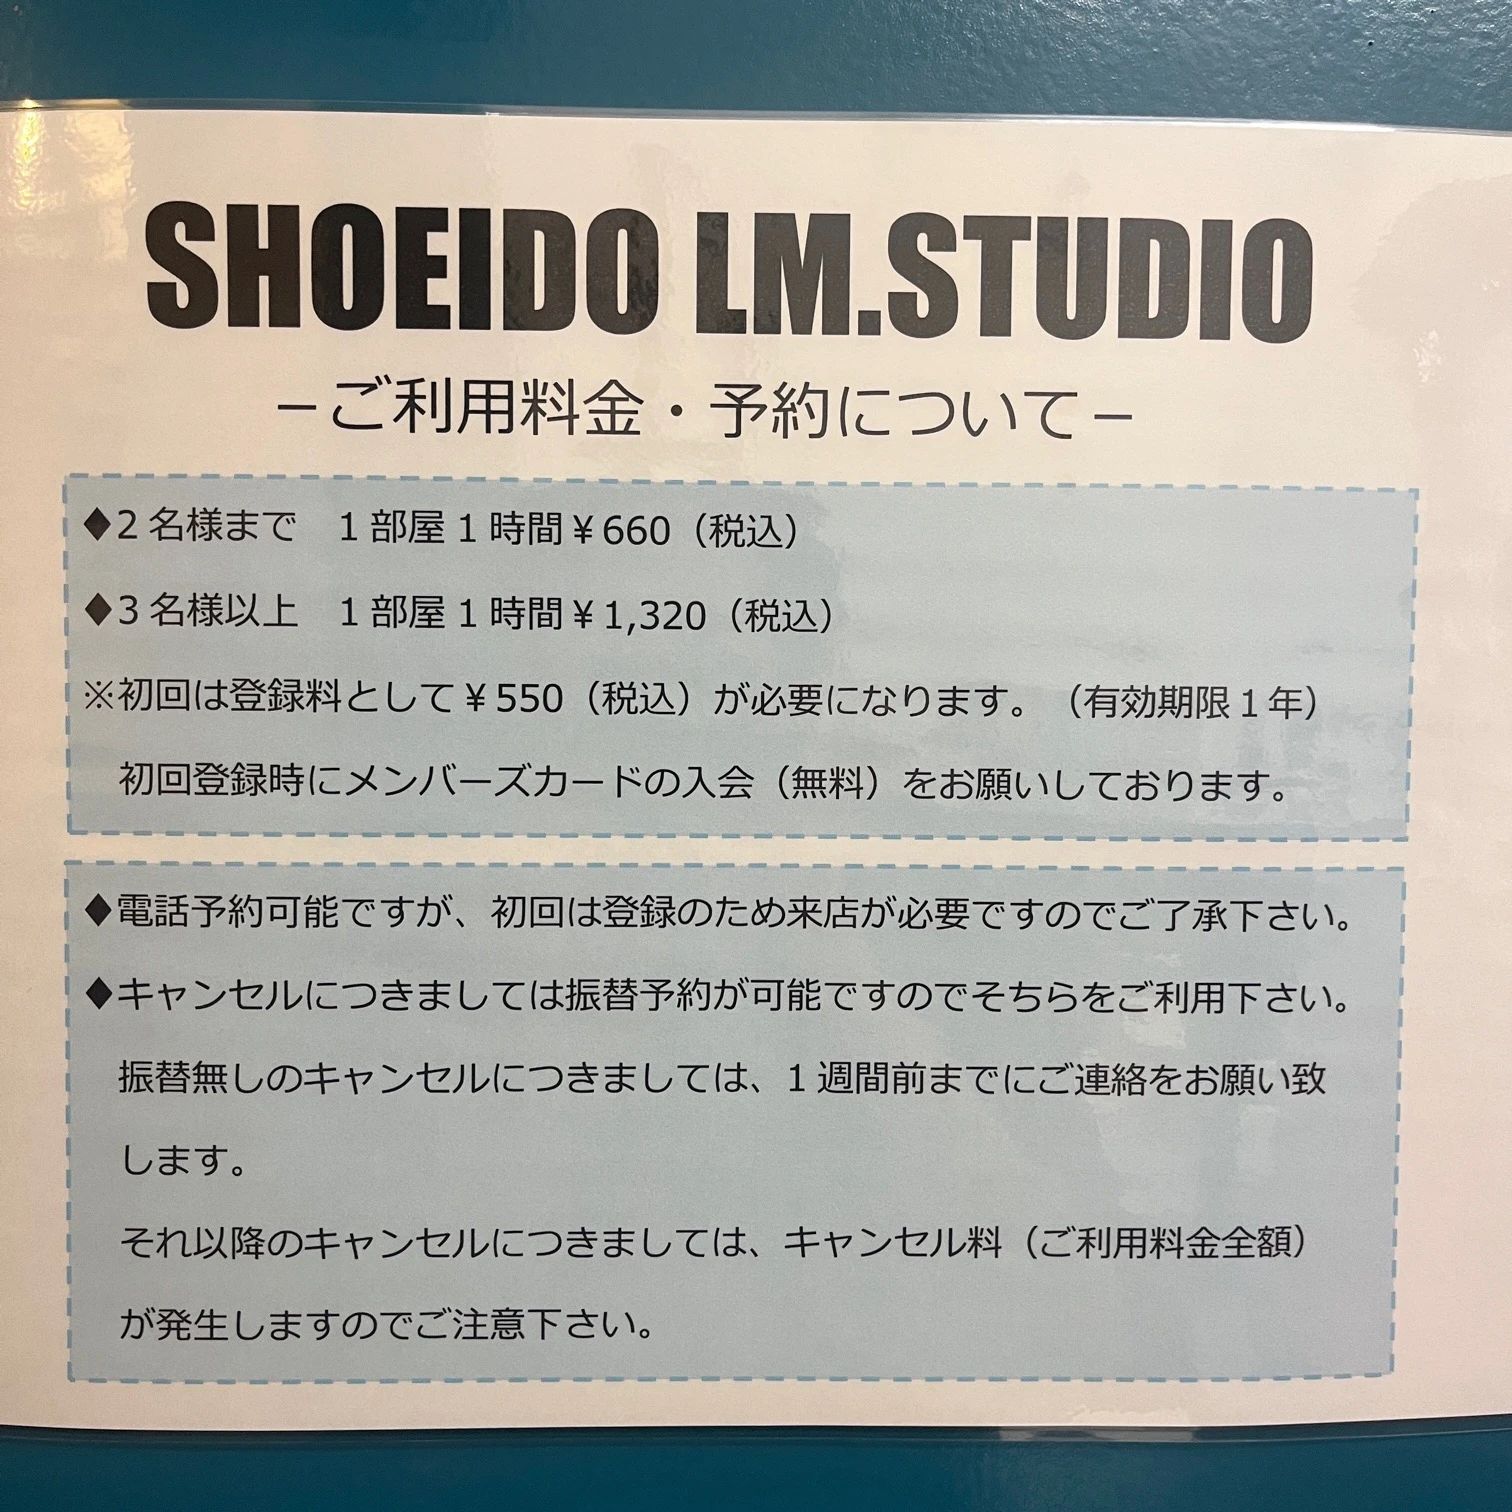 SHOEIDO LM.STUDIO
－ご利用料金・予約について－
◆2名様まで　1部屋1時間￥660（税込）
◆3名様以上　1部屋1時間￥1,320（税込）
※初回は登録料として￥550（税込）が必要になります。（有効期限1年）
初回登録時にメンバーズカードの入会（無料）をお願いしております。
◆電話予約可能ですが、初回は登録のため来店が必要ですのでご了承下さい。
◆キャンセルにつきましては振替予約が可能ですのでそちらをご利用下さい。
振替無しのキャンセルにつきましては、1週間前までにご連絡をお願い致
します。
それ以降のキャンセルにつきましては、キャンセル料（ご利用料金全額）
が発生しますのでご注意下さい。